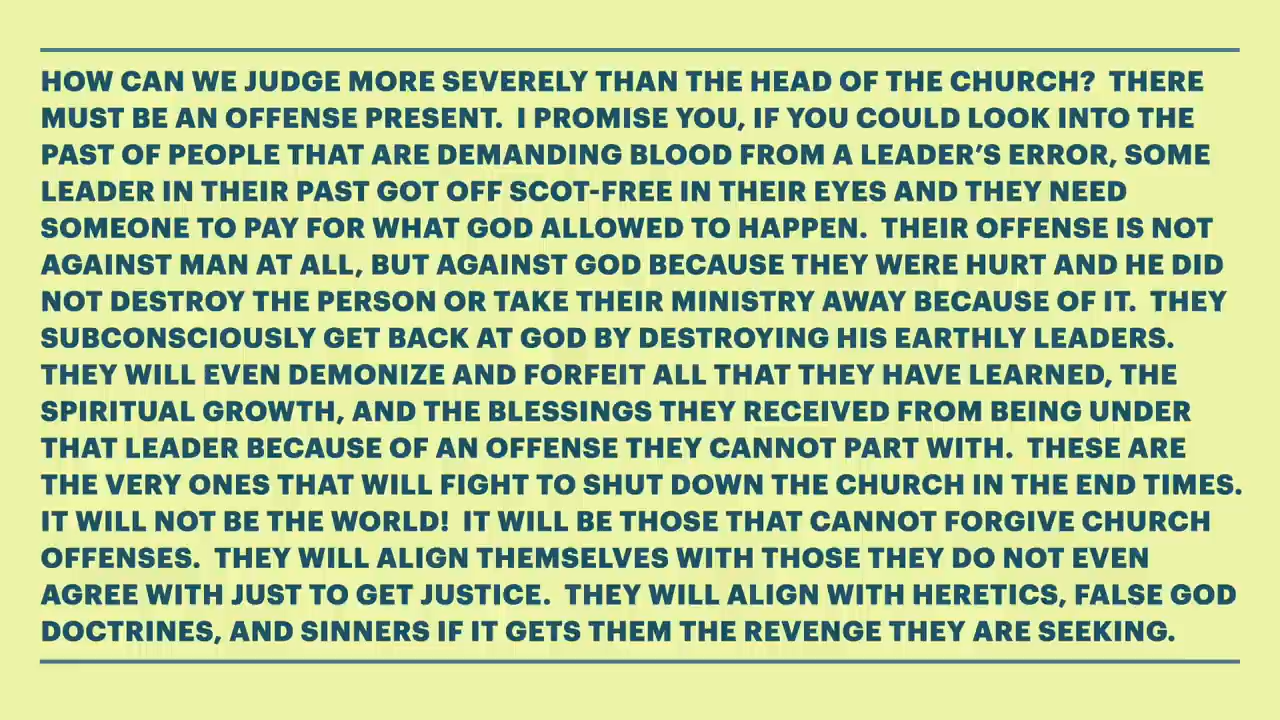 HOW CAN WE JUDGE MORE SEVERELY THAN THE HEAD OF THE CHURCH?  THERE
MUST BE AN OFFENSE PRESENT.  I PROMISE YOU, IF YOU COULD LOOK INTO THE
PAST OF PEOPLE THAT ARE DEMANDING BLOOD FROM A LEADER’S ERROR, SOME
LEADER IN THEIR PAST GOT OFF SCOT-FREE IN THEIR EYES AND THEY NEED
SOMEONE TO PAY FOR WHAT GOD ALLOWED TO HAPPEN.  THEIR OFFENSE IS NOT
AGAINST MAN AT ALL, BUT AGAINST GOD BECAUSE THEY WERE HURT AND HE DID
NOT DESTROY THE PERSON OR TAKE THEIR MINISTRY AWAY BECAUSE OF IT.  THEY
SUBCONSCIOUSLY GET BACK AT GOD BY DESTROYING HIS EARTHLY LEADERS.
THEY WILL EVEN DEMONIZE AND FORFEIT ALL THAT THEY HAVE LEARNED, THE
SPIRITUAL GROWTH, AND THE BLESSINGS THEY RECEIVED FROM BEING UNDER
THAT LEADER BECAUSE OF AN OFFENSE THEY CANNOT PART WITH.  THESE ARE
THE VERY ONES THAT WILL FIGHT TO SHUT DOWN THE CHURCH IN THE END TIMES.
IT WILL NOT BE THE WORLD!  IT WILL BE THOSE THAT CANNOT FORGIVE CHURCH
OFFENSES.  THEY WILL ALIGN THEMSELVES WITH THOSE THEY DO NOT EVEN
AGREE WITH JUST TO GET JUSTICE.  THEY WILL ALIGN WITH HERETICS, FALSE GOD
DOCTRINES, AND SINNERS IF IT GETS THEM THE REVENGE THEY ARE SEEKING.